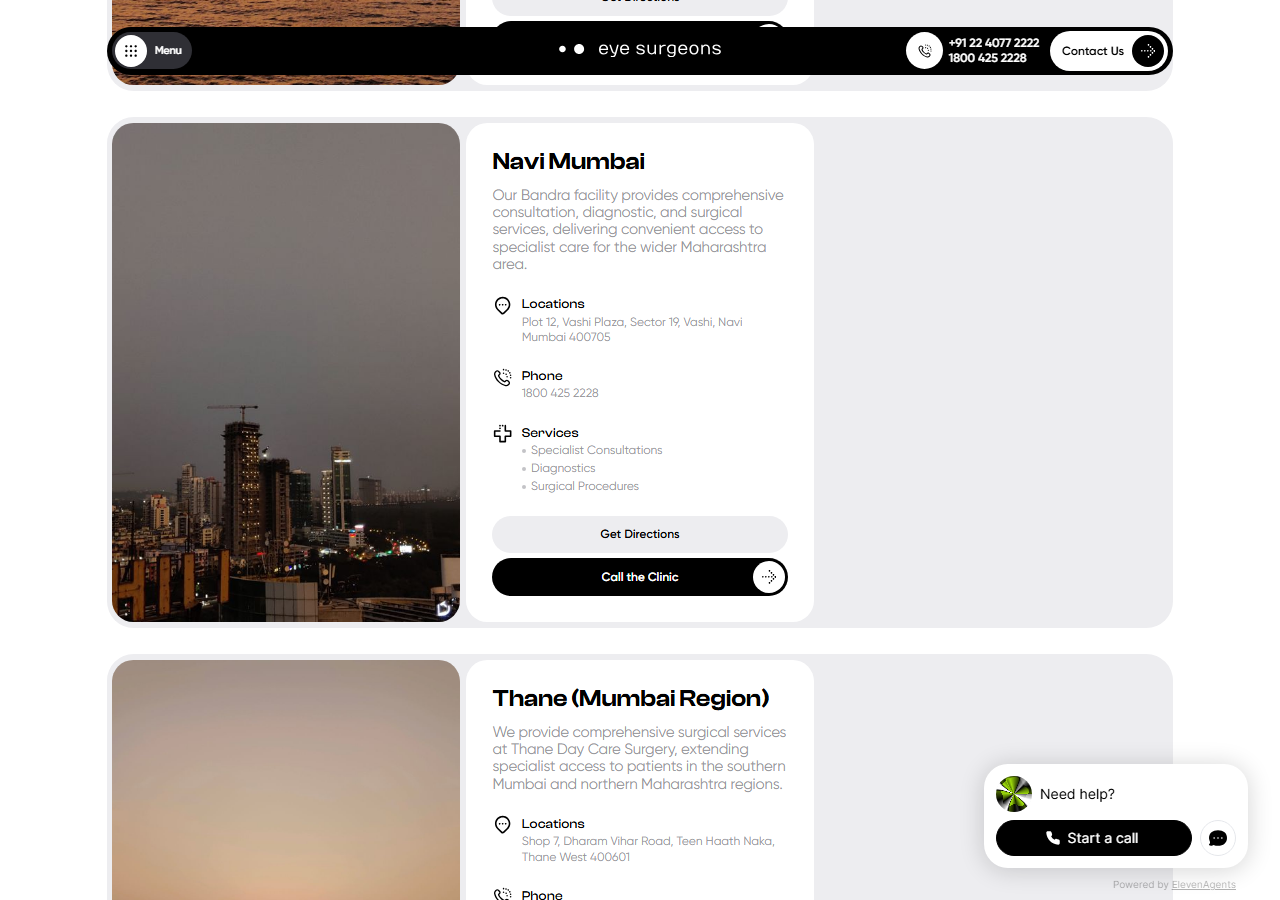 Get Directions
Menu
eye surgeons
+91 22 4077 2222
1800 425 2228
Contact Us
Navi Mumbai
Our Bandra facility provides comprehensive
consultation, diagnostic, and surgical
services, delivering convenient access to
specialist care for the wider Maharashtra
area.
Locations
Plot 12, Vashi Plaza, Sector 19, Vashi, Navi
Mumbai 400705
Phone
1800 425 2228
Services
Specialist Consultations
Diagnostics
Surgical Procedures
Get Directions
Call the Clinic
Thane (Mumbai Region)
We provide comprehensive surgical services
at Thane Day Care Surgery, extending
specialist access to patients in the southern
Mumbai and northern Maharashtra regions.
Locations
Shop 7, Dharam Vihar Road, Teen Haath Naka,
Thane West 400601
Phone
Need help?
Start a call
Powered by ElevenAgents